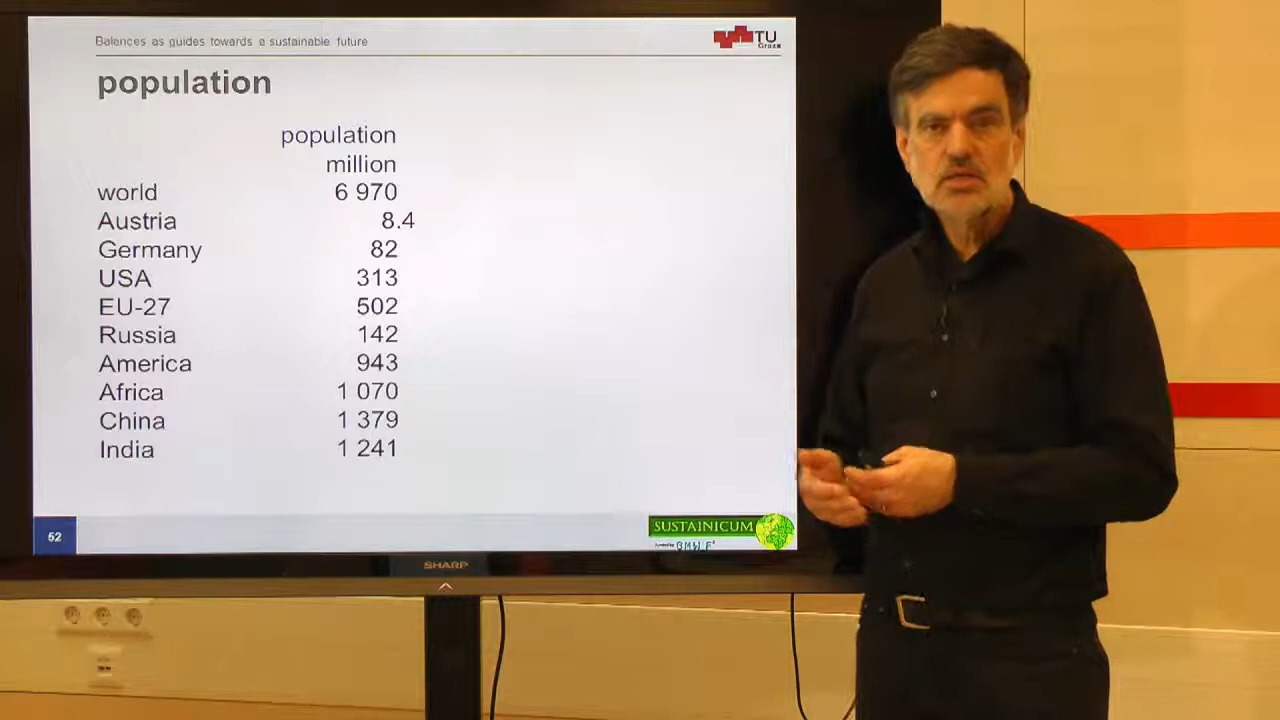 Balances as guides towards a sustainable future
TU
Graz
population
population
million
world 6 970
Austria 8.4
Germany 82
USA 313
EU-27 502
Russia 142
America 943
Africa 1 070
China 1 379
India 1 241
52
SUSTAINICUM
SHARP